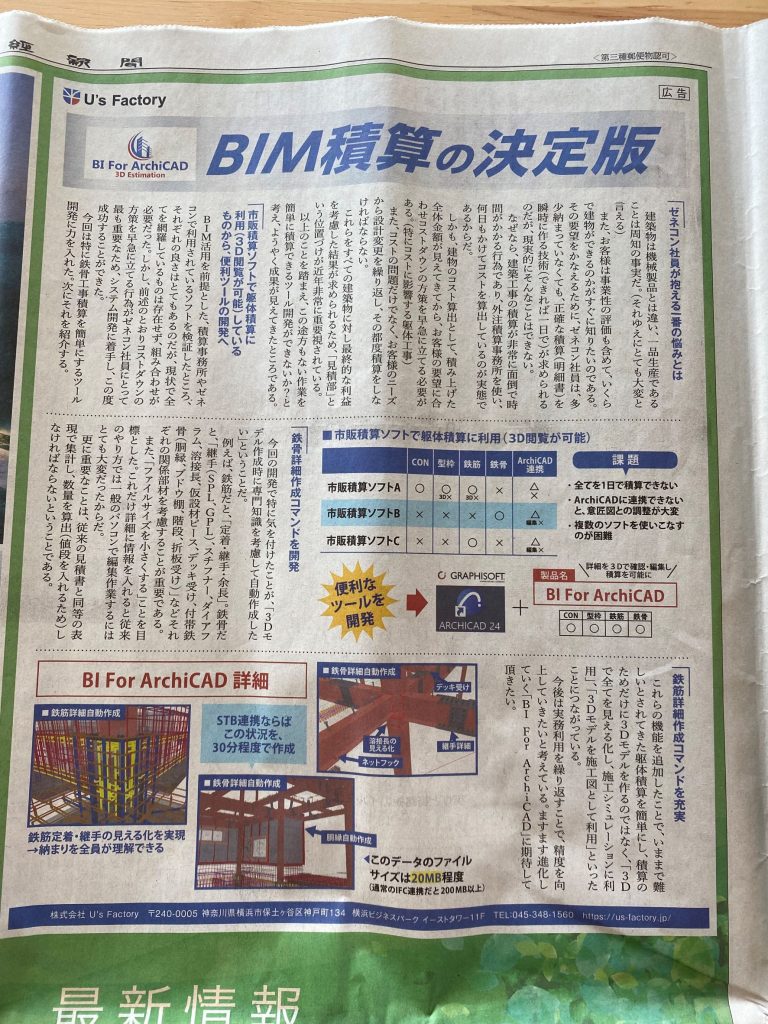 経 新 聞
<第三種郵便物認可>
U's Factory
広告
BI For ArchiCAD
3D Estimation
BIM積算の決定版
ゼネコン社員が抱える一番の悩みとは
建築物は機械製品とは違い、一品生産である
ことは周知の事実だ。（それゆえにとても大変と
言える）
また、お客様は事業性の評価も含めて、いくら
で建物ができるのかがすぐに知りたいのである。
その要望をかなえるために、ゼネコン社員は、多
少納まっていなくても、「正確な積算（明細書）を
瞬時に作る技術（できれば一日で）が求められる
のだが、現実的にそんなことはできない。
なぜなら、建築工事の積算が非常に面倒で時
間がかかる行為であり、外注積算事務所を使い、
何日もかけてコストを算出しているのが実態で
あるからだ。
しかも、建物のコスト算出として、積み上げた
全体金額が見えてきてから、お客様の要望に合
わせコストダウンの方策を早急に立てる必要が
ある。（特にコストに影響する躯体工事）
また、コストの問題だけでなく、お客様のニーズ
から設計変更を繰り返し、その都度積算をしな
ければならない。
これらをすべての建築物に対し最終的な利益
を考慮した結果が求められるため、「見積部」と
いう位置づけが近年非常に重要視されている。
以上のことを踏まえ、この途方もない作業を
簡単に積算できるツール開発ができないか？と
考え、ようやく成果が見えてきたところである。
市販積算ソフトで躯体積算に
利用（3D閲覧が可能）している
ものから、便利ツールの開発へ
BIM活用を前提とした、積算事務所やゼネ
コンで利用されているソフトを検証したところ、
それぞれの良さはとてもあるのだが、現状で全
てを網羅しているものは存在せず、組み合わせが
必要だった。しかし、前述のとおりコストダウンの
方策を早急に立てる行為がゼネコン社員にとって
最も重要なため、システム開発に着手し、この度
成功することができた。
今回は特に鉄骨工事積算を簡単にするツール
開発に力を入れた。次にそれを紹介する。
■市販積算ソフトで躯体積算に利用（3D閲覧が可能）
CON 型枠 鉄筋 鉄骨 ArchiCAD連携
市販積算ソフトA ○ ○3D× ○3D× × △×
市販積算ソフトB × × × ○ △編集×
市販積算ソフトC × × × ○ △編集×
課題
● 全てを1日で積算できない
● ArchiCADに連携できないと、意匠図との調整が大変
● 複数のソフトを使いこなすのが困難
便利な
ツールを
開発
GRAPHISOFT
ARCHICAD 24
+
製品名
詳細を3Dで確認・編集し
積算を可能に
BI For ArchiCAD
CON 型枠 鉄筋 鉄骨
○ ○ ○ ○
鉄骨詳細作成コマンドを開発
今回の開発で特に気を付けたことが、「3Dモ
デル作成時に専門知識を考慮して自動作成した
い」ということだ。
例えば、鉄筋だと、「定着・継手・余長」。鉄骨だ
と、「継手（SPL、GPL）、スチフナー、ダイアフ
ラム、溶接長、仮設材ピース、デッキ受け、付帯鉄
骨（胴縁、ブドウ棚、階段、折板受け）」などそれ
ぞれの関係部材を考慮することが重要である。
また、「ファイルサイズを小さくする」ことを目
標とした。これだけ詳細に情報を入れると従来
のやり方では一般のパソコンで編集作業するには
とても大変だったからだ。
更に重要なことは、従来の見積書と同等の表
現で集計し、数量を算出（値段を入れるため）し
なければならないということである。
鉄筋詳細作成コマンドを充実
これらの機能を追加したことで、いままで難
しいとされてきた躯体積算を簡単にし、積算の
ためだけに3Dモデルを作るのではなく、「3D
で全てを見える化し、施工シミュレーションに利
用」、「3Dモデルを施工図として利用」といった
ことにつながっている。
今後は実務利用を繰り返すことで、精度を向
上していきたいと考えている。ますます進化し
ていく「BI For ArchiCAD」に期待して
頂きたい。
BI For ArchiCAD 詳細
■鉄筋詳細自動作成
STB連携ならば
この状況を、
30分程度で作成
鉄筋定着・継手の見える化を実現
→納まりを全員が理解できる
■鉄骨詳細自動作成
デッキ受け
溶接長の
見える化
継手詳細
ネットフック
■鉄骨詳細自動作成
胴縁自動作成
このデータのファイル
サイズは20MB程度
(通常のIFC連携だと200MB以上)
株式会社 U's Factory 〒240-0005 神奈川県横浜市保土ヶ谷区神戸町134 横浜ビジネスパーク イーストタワー11F TEL:045-348-1560 https://us-factory.jp/
最新情報